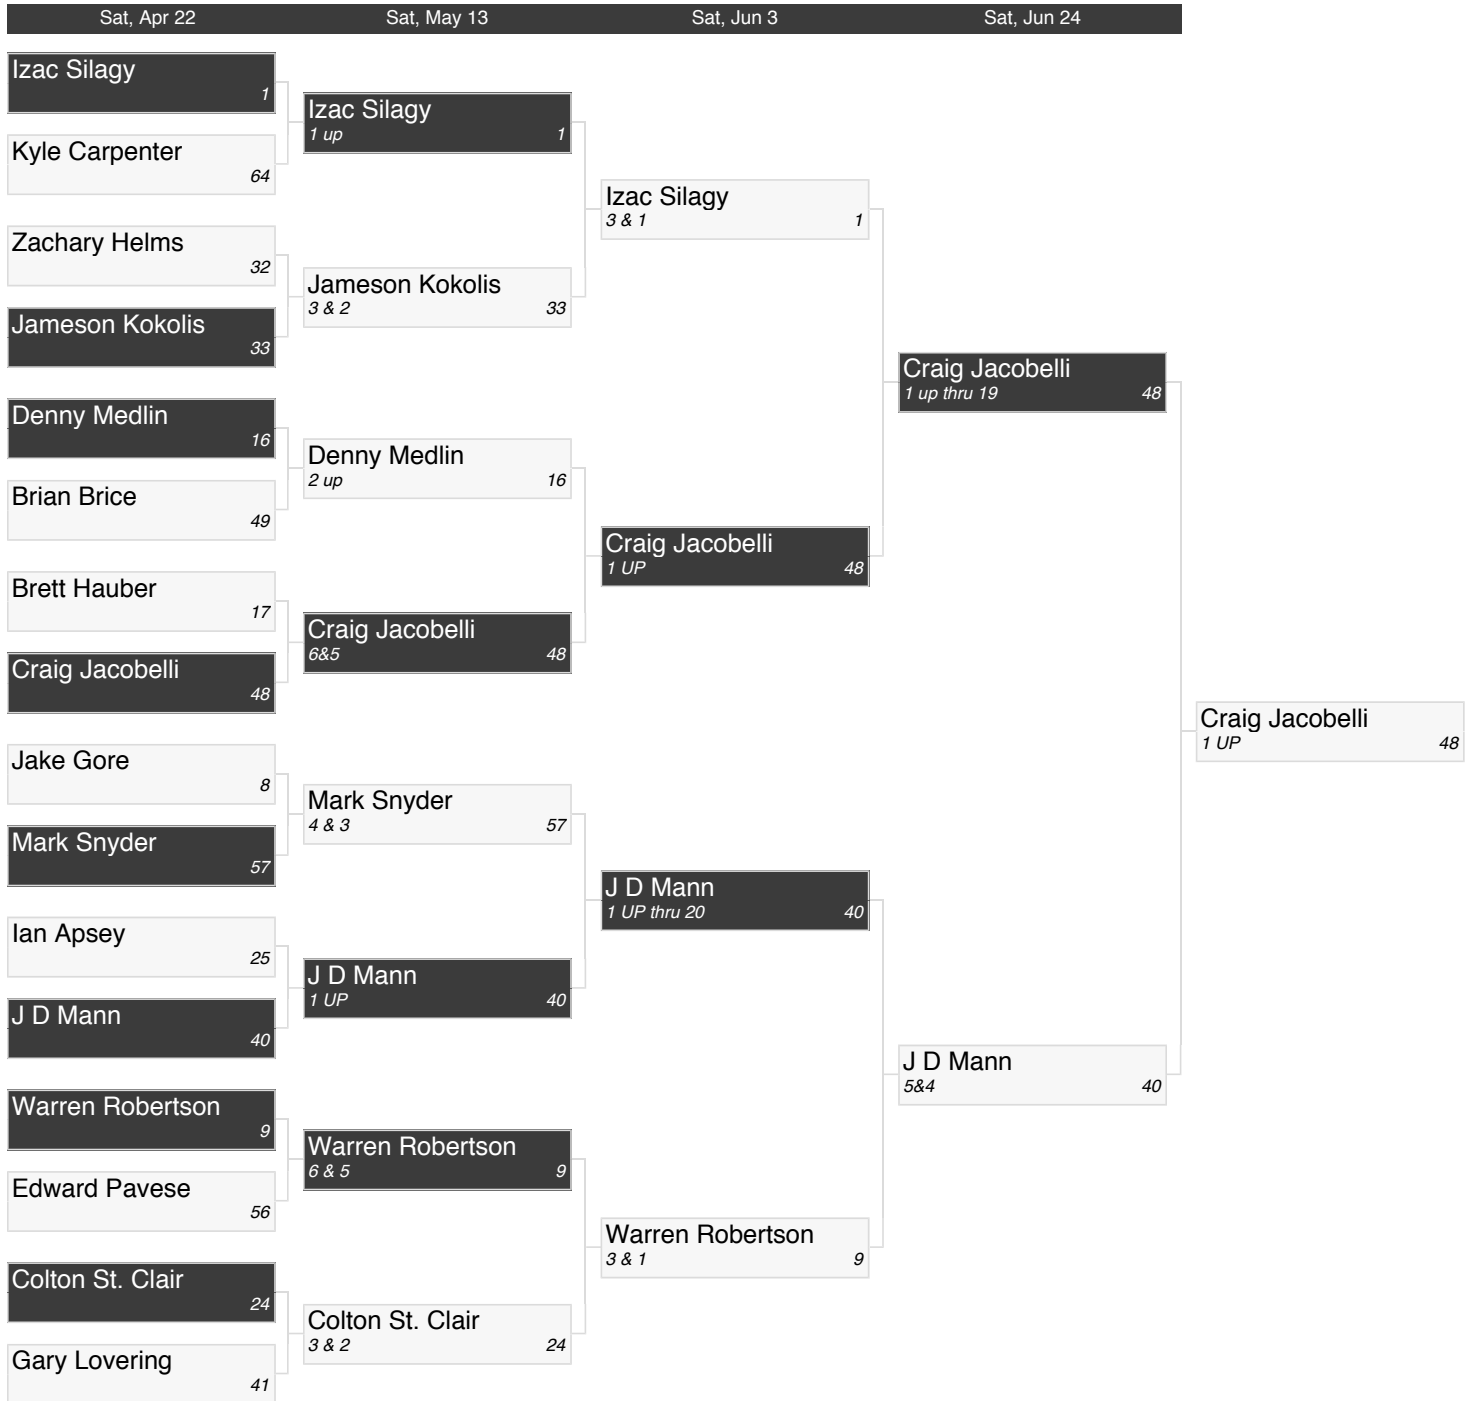 Sat, Apr 22
Sat, May 13
Sat, Jun 3
Sat, Jun 24
Izac Silagy
1
Kyle Carpenter
64
Zachary Helms
32
Jameson Kokolis
33
Denny Medlin
16
Brian Brice
49
Brett Hauber
17
Craig Jacobelli
48
Jake Gore
8
Mark Snyder
57
Ian Apsey
25
J D Mann
40
Warren Robertson
9
Edward Pavese
56
Colton St. Clair
24
Gary Lovering
41
Izac Silagy
1 up 1
Jameson Kokolis
3 & 2 33
Denny Medlin
2 up 16
Craig Jacobelli
6&5 48
Mark Snyder
4 & 3 57
J D Mann
1 UP 40
Warren Robertson
6 & 5 9
Colton St. Clair
3 & 2 24
Izac Silagy
3 & 1 1
Craig Jacobelli
1 UP 48
J D Mann
1 UP thru 20 40
Warren Robertson
3 & 1 9
Craig Jacobelli
1 up thru 19 48
J D Mann
5&4 40
Craig Jacobelli
1 UP 48